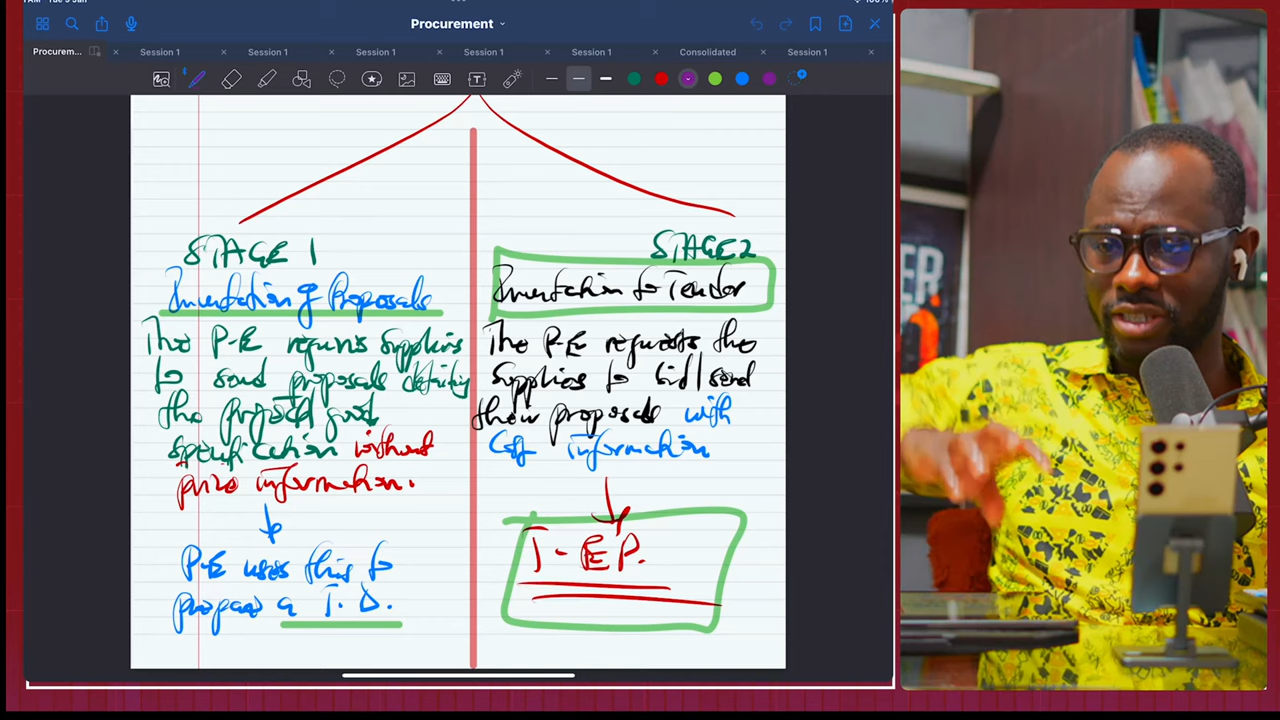 Procurement
Procurem...
Session 1
Session 1
Session 1
Session 1
Session 1
Consolidated
Session 1
STAGE 1
Invitation of Proposals
The P.E requires suppliers
to send proposals detailing
the proposed good
specification without
price information.
P.E uses this to
prepare a T.D.
STAGE 2
Invitation to Tender
The P.E requests the
suppliers to bid/send
their proposals with
Cost information
T-EP.